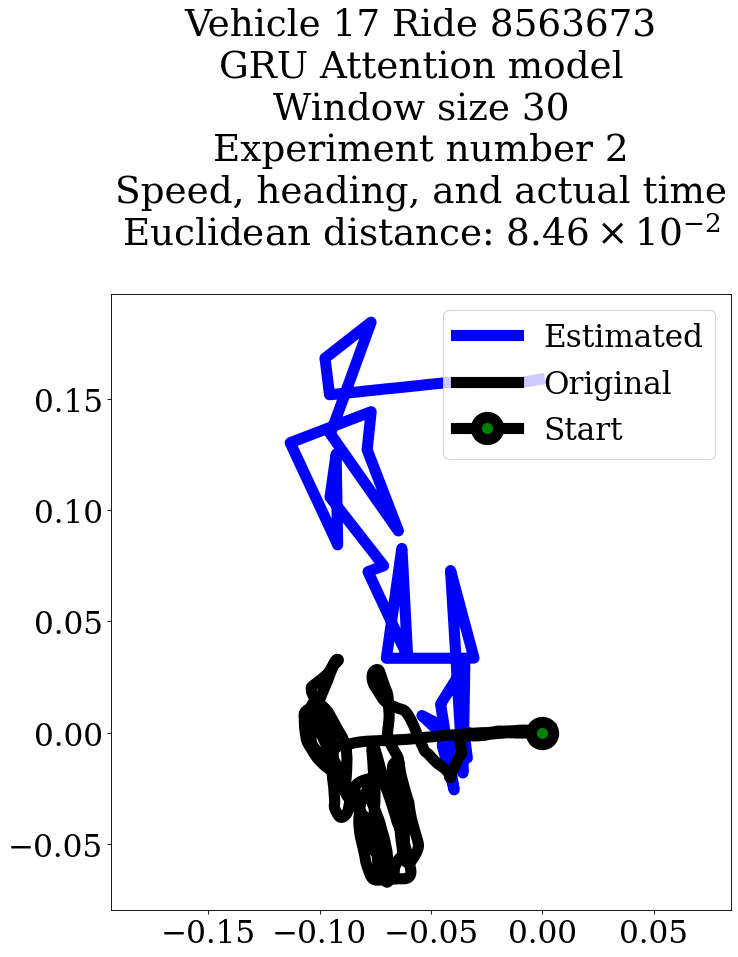 Vehicle 17 Ride 8563673
GRU Attention model
Window size 30
Experiment number 2
Speed, heading, and actual time
Euclidean distance: 8.46 × 10⁻²
Estimated
Original
Start
0.15
0.10
0.05
0.00
−0.05
−0.15 −0.10 −0.05 0.00 0.05